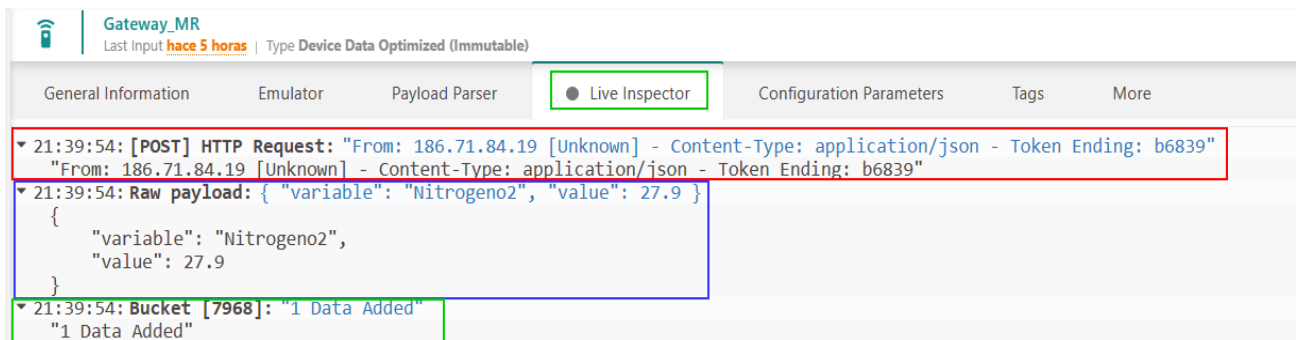 Gateway_MR
Last Input hace 5 horas | Type Device Data Optimized (Immutable)
General Information Emulator Payload Parser Live Inspector Configuration Parameters Tags More
21:39:54: [POST] HTTP Request: "From: 186.71.84.19 [Unknown] - Content-Type: application/json - Token Ending: b6839"
"From: 186.71.84.19 [Unknown] - Content-Type: application/json - Token Ending: b6839"
21:39:54: Raw payload: { "variable": "Nitrogeno2", "value": 27.9 }
{
"variable": "Nitrogeno2",
"value": 27.9
}
21:39:54: Bucket [7968]: "1 Data Added"
"1 Data Added"